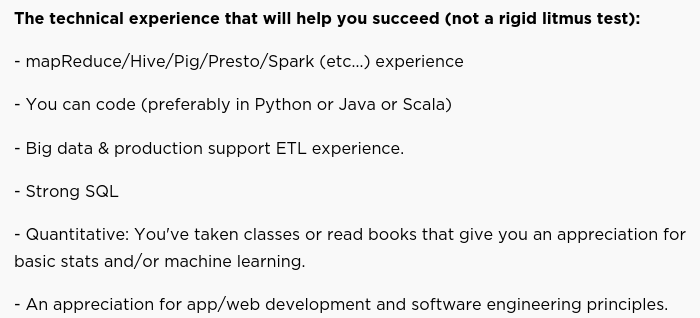 The technical experience that will help you succeed (not a rigid litmus test):
- mapReduce/Hive/Pig/Presto/Spark (etc...) experience
- You can code (preferably in Python or Java or Scala)
- Big data & production support ETL experience.
- Strong SQL
- Quantitative: You've taken classes or read books that give you an appreciation for
basic stats and/or machine learning.
- An appreciation for app/web development and software engineering principles.